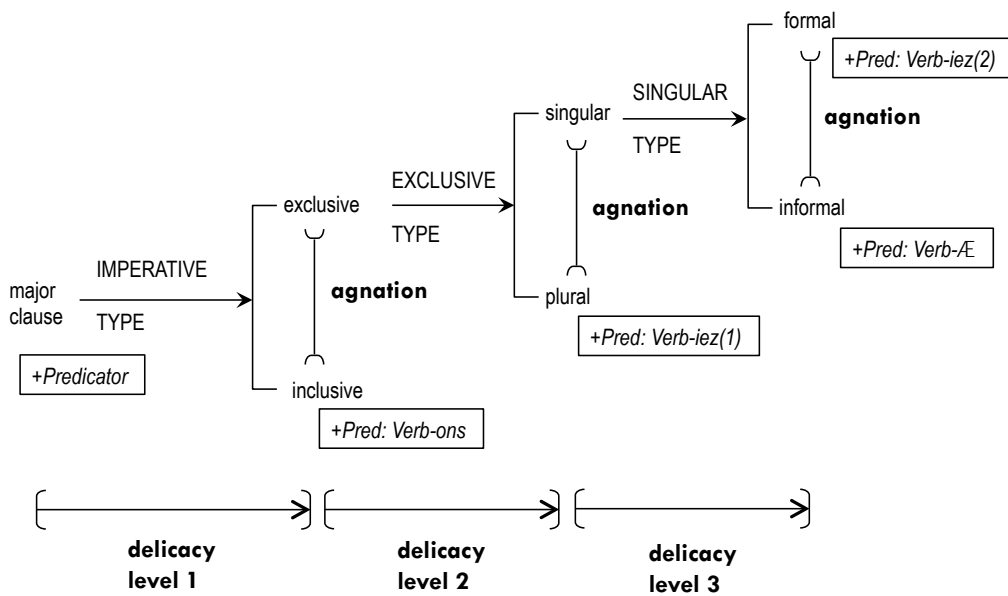 major
clause
+Predicator
IMPERATIVE
TYPE
exclusive
agnation
inclusive
+Pred: Verb-ons
EXCLUSIVE
TYPE
singular
agnation
plural
+Pred: Verb-iez(1)
SINGULAR
TYPE
formal
+Pred: Verb-iez(2)
agnation
informal
+Pred: Verb-Æ
delicacy
level 1
delicacy
level 2
delicacy
level 3